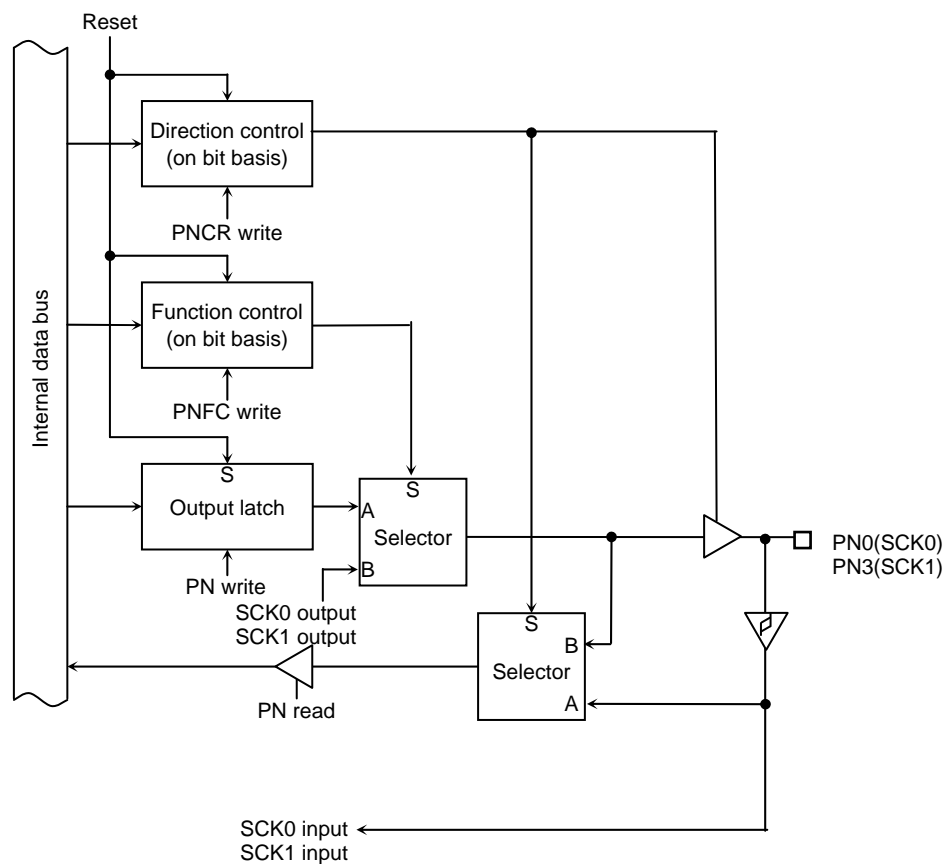 Reset
Direction control
(on bit basis)
PNCR write
Internal data bus
Function control
(on bit basis)
PNFC write
S
Output latch
PN write
S
A
Selector
B
SCK0 output
SCK1 output
PN0(SCK0)
PN3(SCK1)
S
B
Selector
A
PN read
SCK0 input
SCK1 input